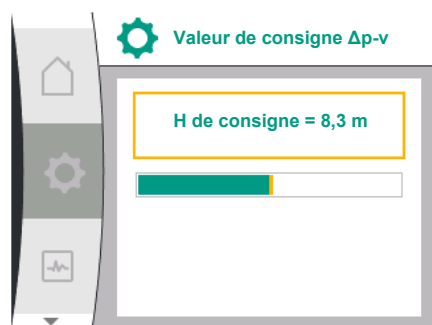 Valeur de consigne Δp-v
H de consigne = 8,3 m